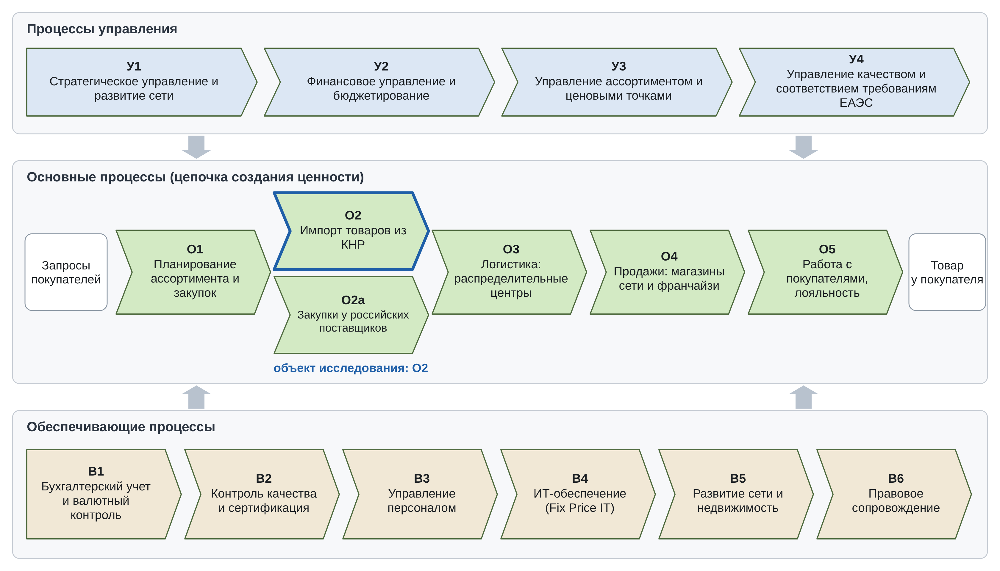 Процессы управления
У1
Стратегическое управление и
развитие сети
У2
Финансовое управление и
бюджетирование
У3
Управление ассортиментом и
ценовыми точками
У4
Управление качеством и
соответствием требованиям
ЕАЭС
Основные процессы (цепочка создания ценности)
Запросы
покупателей
О1
Планирование
ассортимента и
закупок
О2
Импорт товаров из
КНР
О2а
Закупки у российских
поставщиков
объект исследования: О2
О3
Логистика:
распределительные
центры
О4
Продажи: магазины
сети и франчайзи
О5
Работа с
покупателями,
лояльность
Товар
у покупателя
Обеспечивающие процессы
В1
Бухгалтерский учет
и валютный
контроль
В2
Контроль качества
и сертификация
В3
Управление
персоналом
В4
ИТ-обеспечение
(Fix Price IT)
В5
Развитие сети и
недвижимость
В6
Правовое
сопровождение